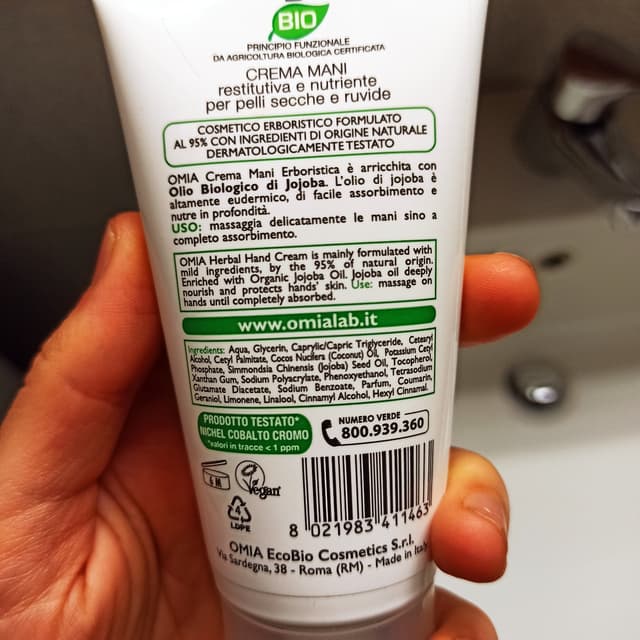 BIO
PRINCIPIO FUNZIONALE
DA AGRICOLTURA BIOLOGICA CERTIFICATA
CREMA MANI
restitutiva e nutriente
per pelli secche e ruvide
COSMETICO ERBORISTICO FORMULATO
AL 95% CON INGREDIENTI DI ORIGINE NATURALE
DERMATOLOGICAMENTE TESTATO
OMIA Crema Mani Erboristica è arricchita con
Olio Biologico di Jojoba. L'olio di jojoba è
altamente eudermico, di facile assorbimento e
nutre in profondità.
USO: massaggia delicatamente le mani sino a
completo assorbimento.
OMIA Herbal Hand Cream is mainly formulated with
mild ingredients, by the 95% of natural origin.
Enriched with Organic Jojoba Oil. Jojoba oil deeply
nourish and protects hands' skin. Use: massage on
hands until completely absorbed.
www.omialab.it
Ingredients: Aqua, Glycerin, Caprylic/Capric Triglyceride, Cetearyl
Alcohol, Cetyl Palmitate, Cocos Nucifera (Coconut) Oil, Potassium Cetyl
Phosphate, Simmondsia Chinensis (Jojoba) Seed Oil, Tocopherol,
Xanthan Gum, Sodium Polyacrylate, Phenoxyethanol, Tetrasodium
Glutamate Diacetate, Sodium Benzoate, Parfum, Coumarin,
Geraniol, Limonene, Linalool, Cinnamyl Alcohol, Hexyl Cinnamal.
PRODOTTO TESTATO*
NICHEL COBALTO CROMO
*valori in tracce < 1 ppm
NUMERO VERDE
800.939.360
6 M
Vegan
4
LDPE
8 021983 411463
OMIA EcoBio Cosmetics S.r.l.
Via Sardegna, 38 - Roma (RM) - Made in Italy